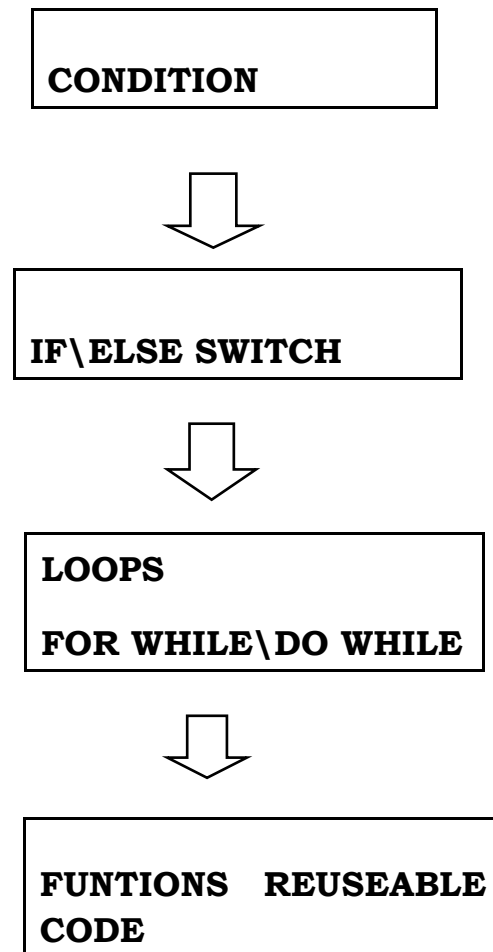 CONDITION
IF\ELSE SWITCH
LOOPS
FOR WHILE\DO WHILE
FUNTIONS REUSEABLE
CODE